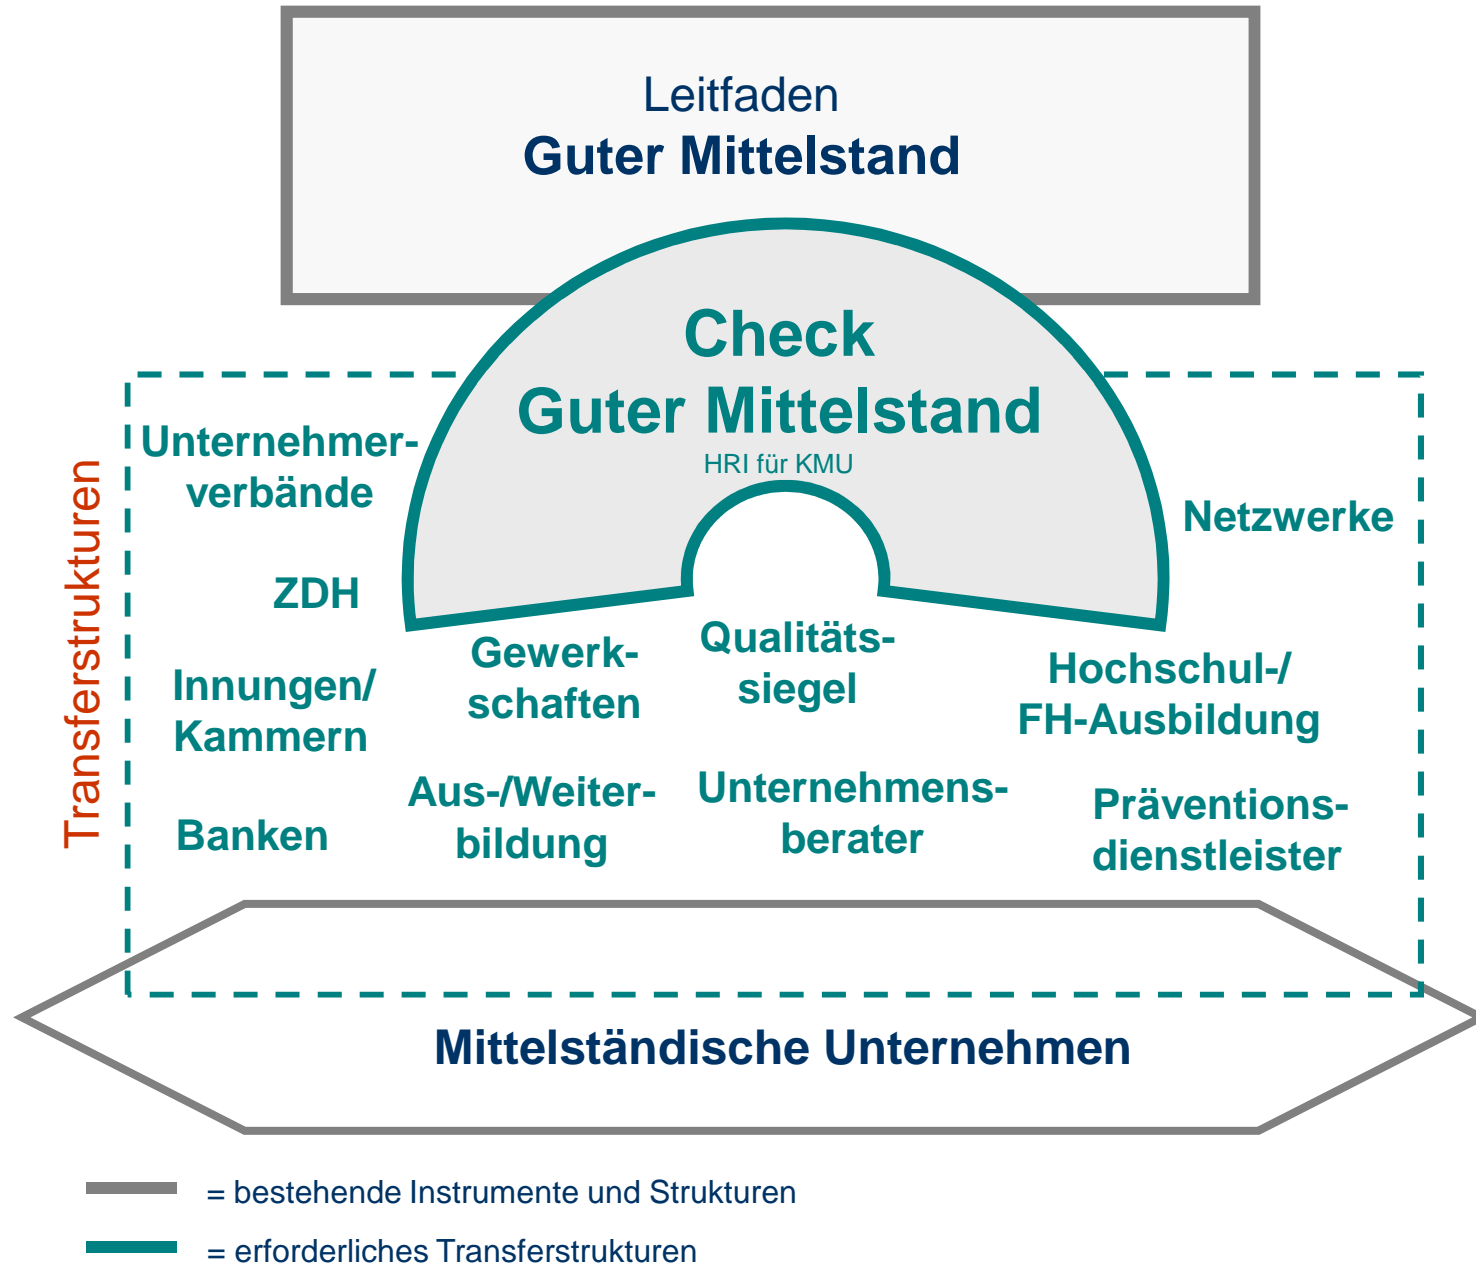 Leitfaden
Guter Mittelstand
Check
Guter Mittelstand
HRI für KMU
Transferstrukturen
Unternehmer-
verbände
ZDH
Innungen/
Kammern
Banken
Gewerk-
schaften
Aus-/Weiter-
bildung
Qualitäts-
siegel
Unternehmens-
berater
Netzwerke
Hochschul-/
FH-Ausbildung
Präventions-
dienstleister
Mittelständische Unternehmen
= bestehende Instrumente und Strukturen
= erforderliches Transferstrukturen